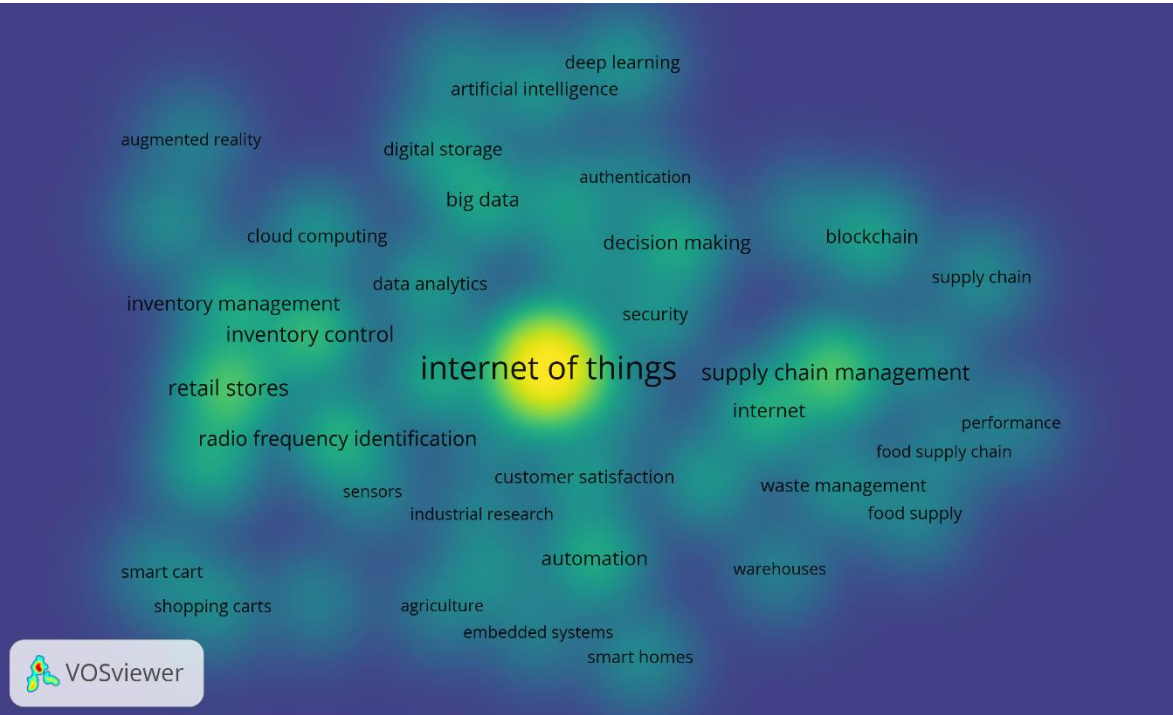 deep learning
artificial intelligence
augmented reality
digital storage
authentication
big data
cloud computing
decision making
blockchain
supply chain
data analytics
inventory management
security
inventory control
internet of things
supply chain management
retail stores
internet
performance
radio frequency identification
food supply chain
customer satisfaction
waste management
sensors
industrial research
food supply
automation
warehouses
smart cart
shopping carts
agriculture
embedded systems
smart homes
VOSviewer